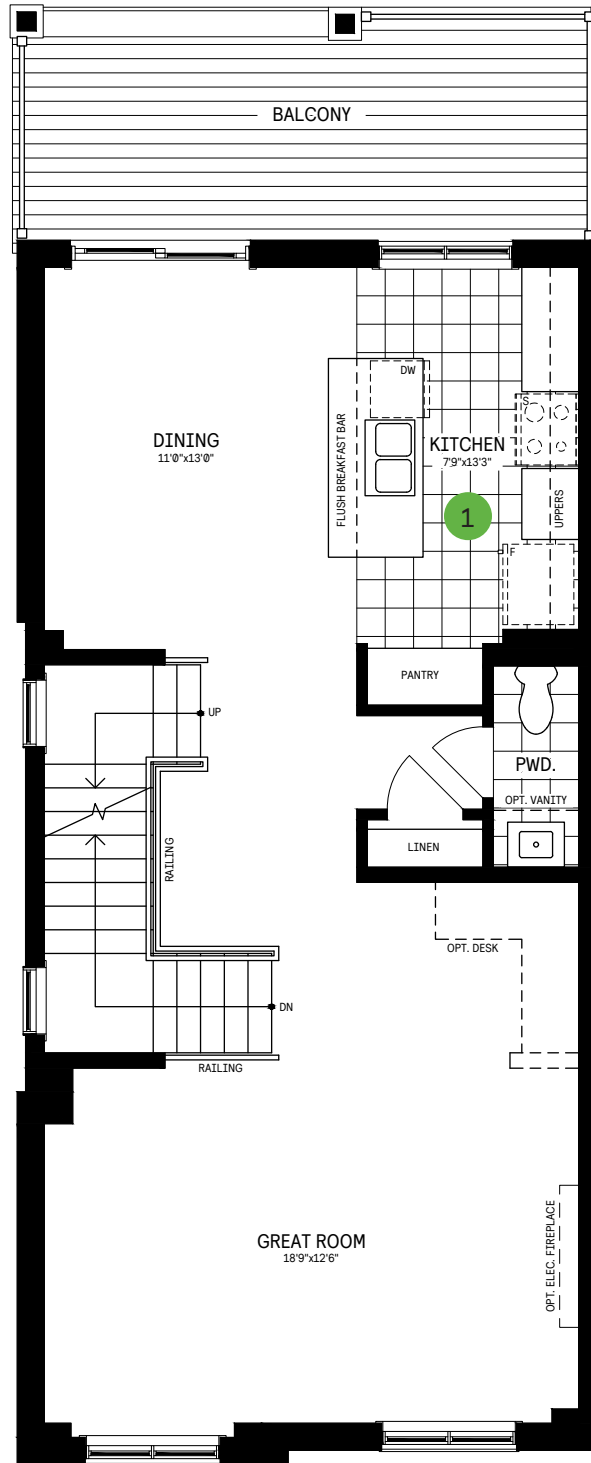 BALCONY
DW
S
DINING
11'0"x13'0"
FLUSH BREAKFAST BAR
KITCHEN
7'9"x13'3"
UPPERS
1
F
PANTRY
UP
PWD.
OPT. VANITY
RAILING
LINEN
OPT. DESK
DN
RAILING
GREAT ROOM
18'9"x12'6"
OPT. ELEC. FIREPLACE